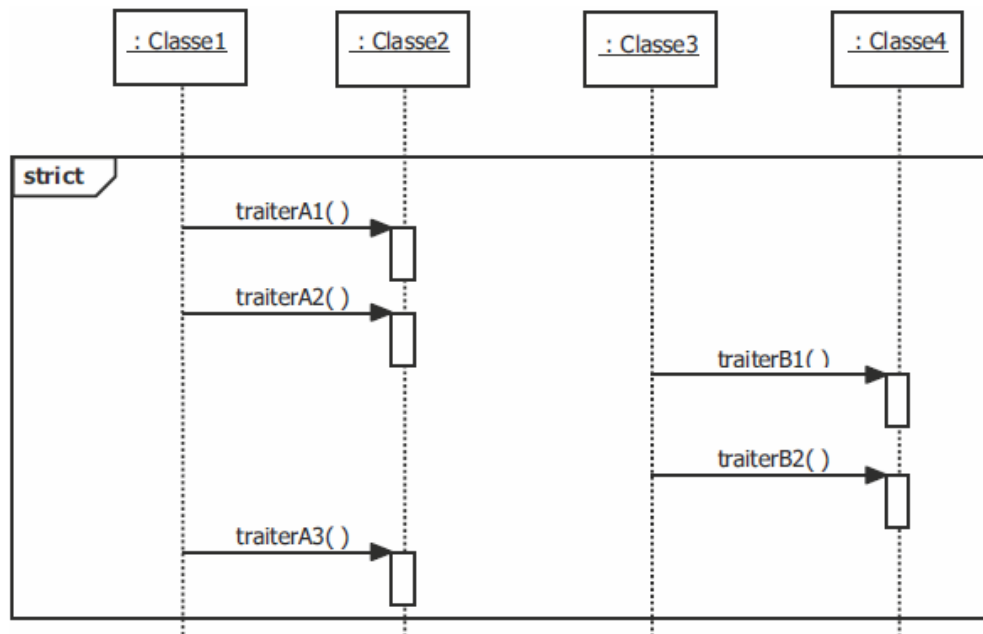 : Classe1
: Classe2
: Classe3
: Classe4
strict
traiterA1( )
traiterA2( )
traiterB1( )
traiterB2( )
traiterA3( )